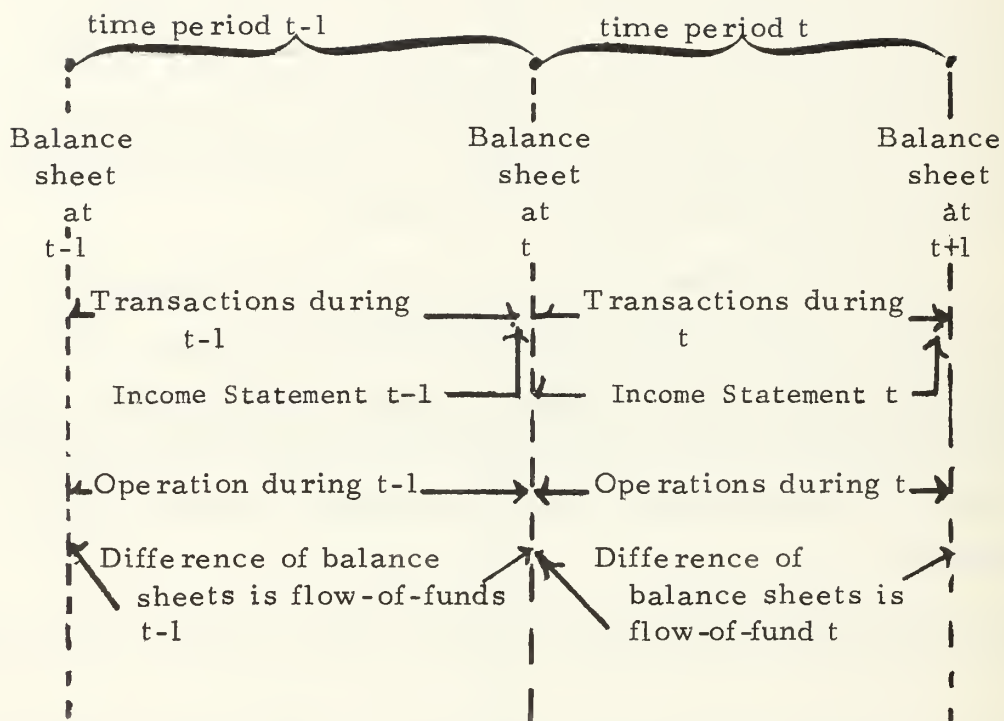 time period t-1
time period t
Balance
sheet
at
t-1
Balance
sheet
at
t
Balance
sheet
at
t+1
Transactions during
t-1
Transactions during
t
Income Statement t-1
Income Statement t
Operation during t-1
Operations during t
Difference of balance
sheets is flow-of-funds
t-1
Difference of
balance sheets is
flow-of-fund t